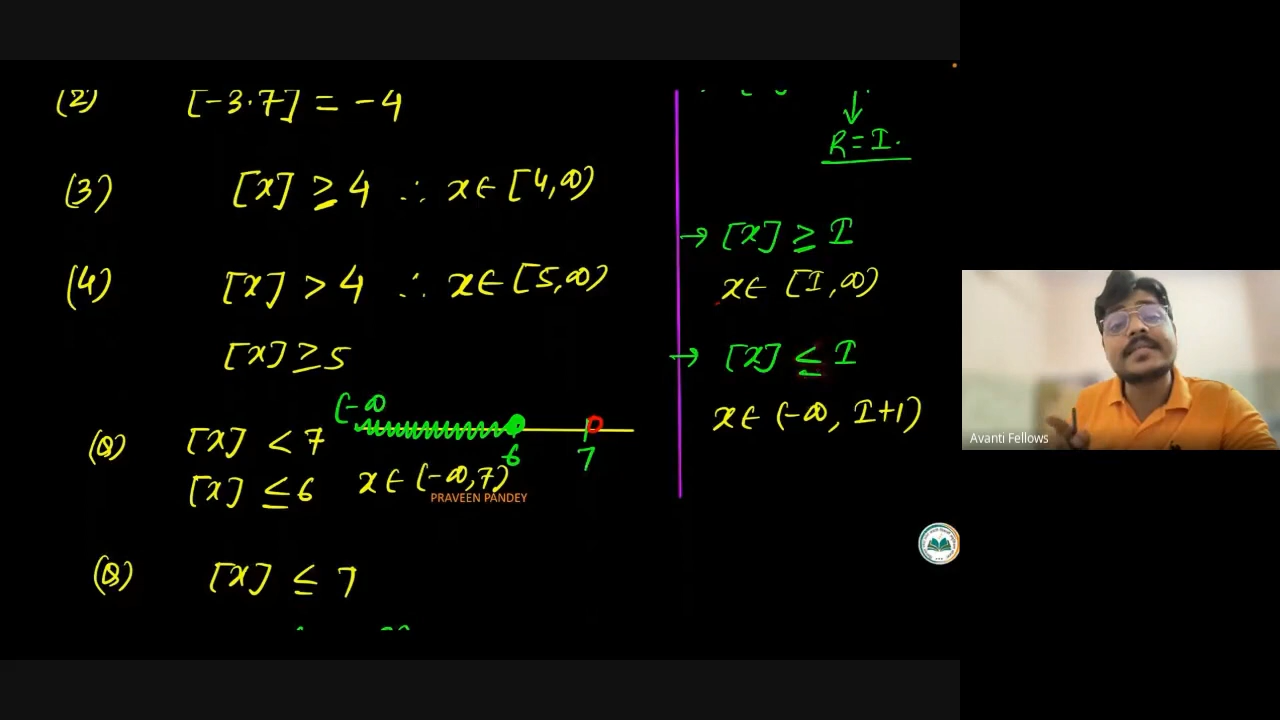 (2) [-3.7] = -4
(3) [x] ≥ 4 ∴ x∈ [4,∞)
(4) [x] > 4 ∴ x∈ [5,∞)
[x] ≥ 5
(-∞
(Q) [x] < 7
6 7
[x] ≤ 6 x∈ (-∞,7)
PRAVEEN PANDEY
(Q) [x] ≤ 7
R = I.
→ [x] ≥ I
x∈ [I,∞)
→ [x] ≤ I
x∈ (-∞, I+1)
Avanti Fellows